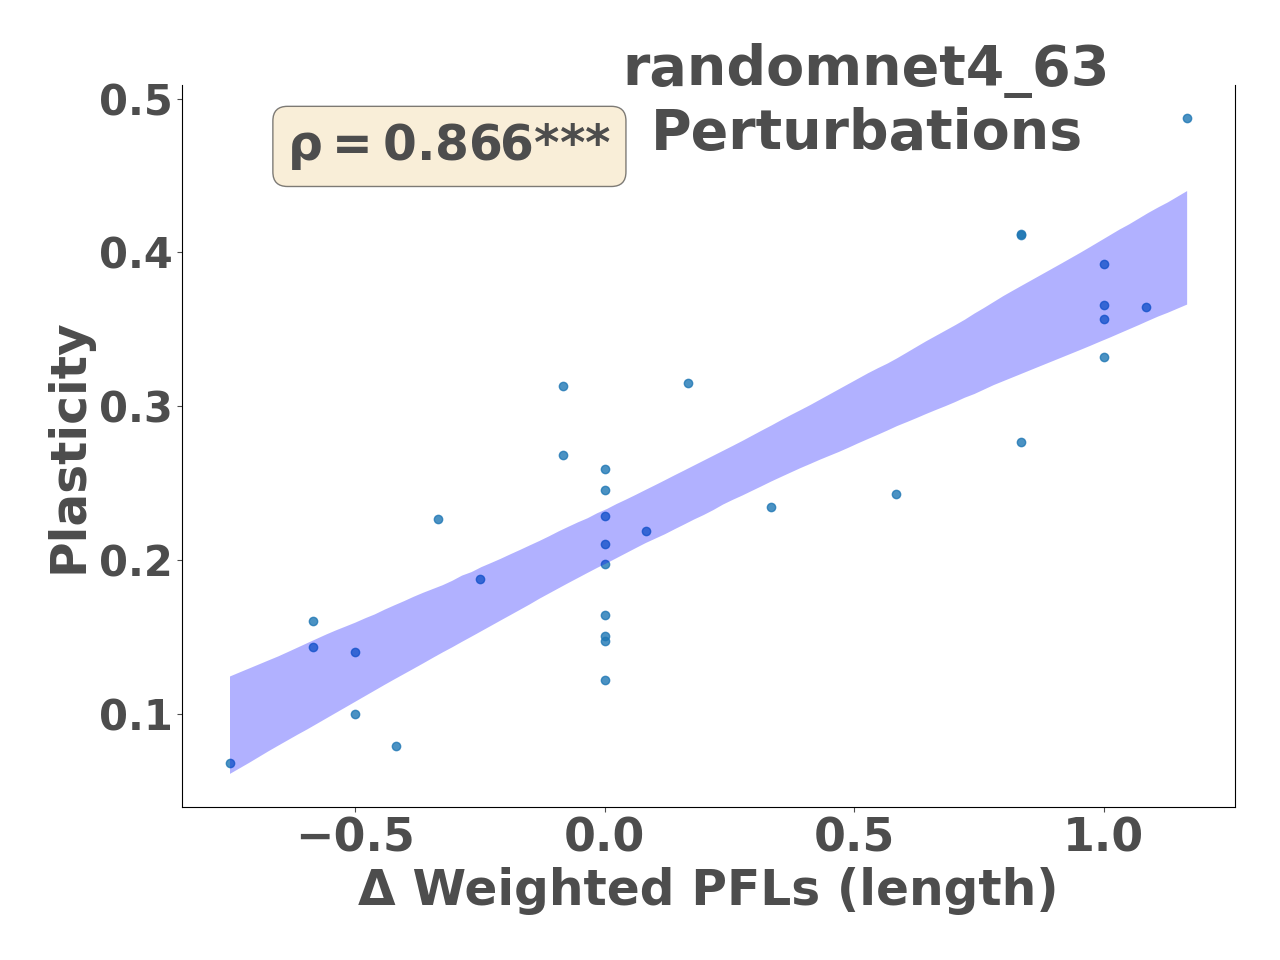 randomnet4_63
Perturbations
ρ = 0.866***
0.5
0.4
0.3
0.2
0.1
Plasticity
−0.5
0.0
0.5
1.0
Δ Weighted PFLs (length)